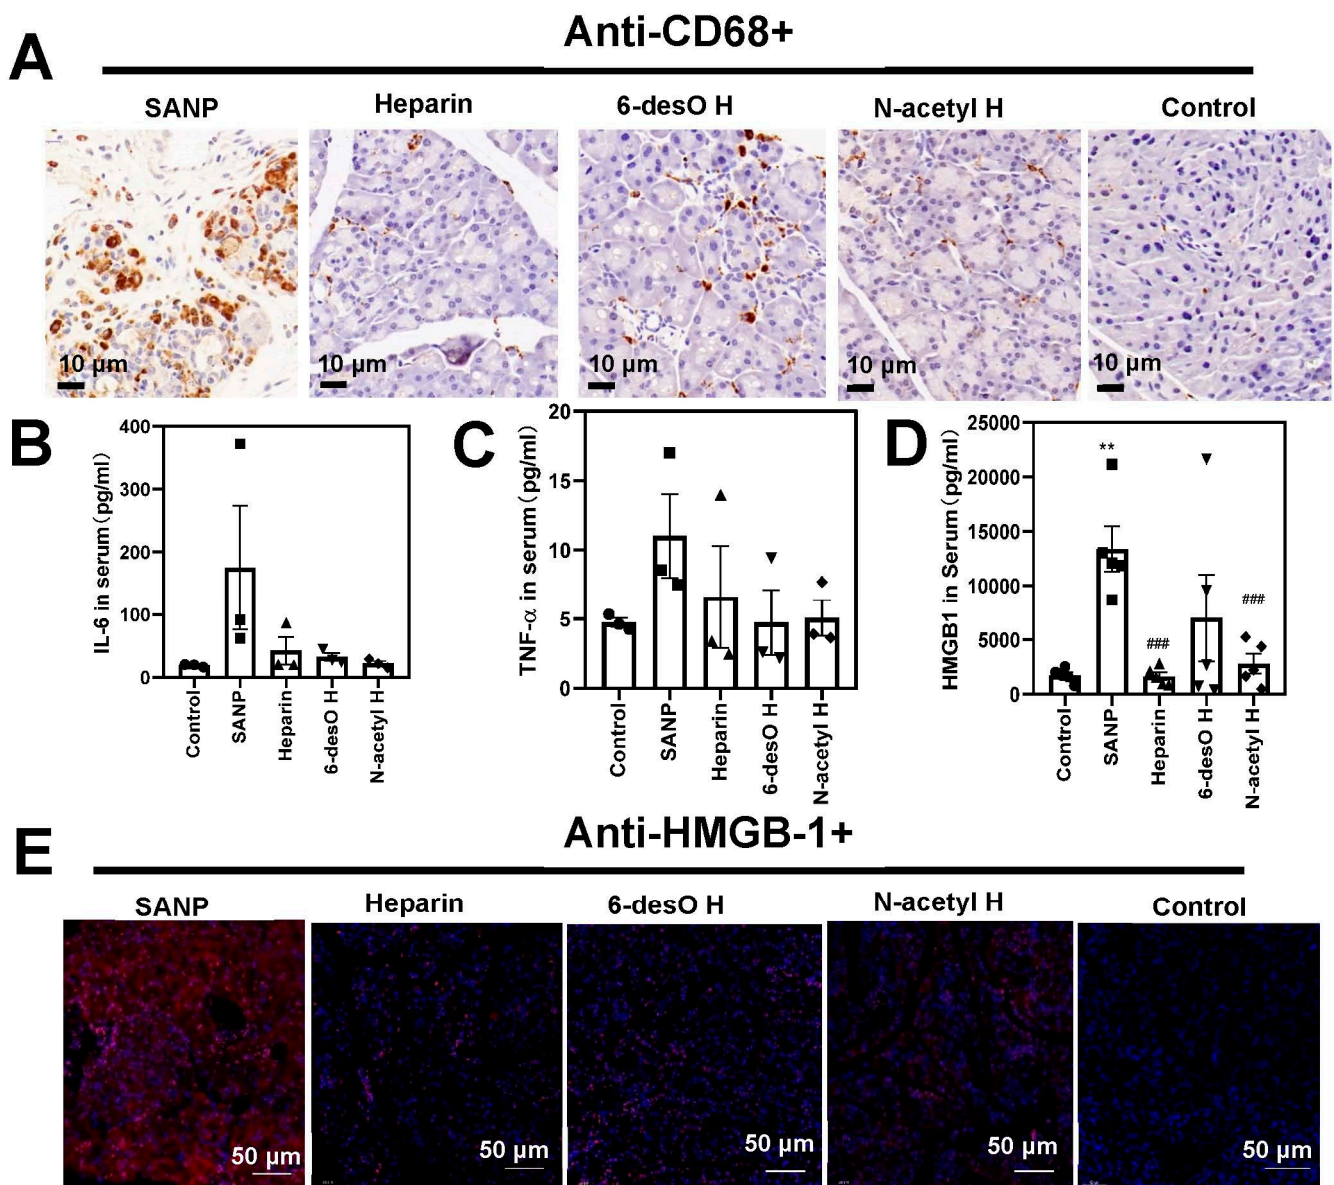 A
Anti-CD68+
SANP
Heparin
6-desO H
N-acetyl H
Control
10 μm
10 μm
10 μm
10 μm
10 μm
B
IL-6 in serum(pg/ml)
400
300
200
100
0
Control
SANP
Heparin
6-desO H
N-acetyl H
C
TNF-α in serum(pg/ml)
20
15
10
5
0
Control
SANP
Heparin
6-desO H
N-acetyl H
D
HMGB1 in Serum(pg/ml)
25000
20000
15000
10000
5000
0
**
###
###
Control
SANP
Heparin
6-desO H
N-acetyl H
E
Anti-HMGB-1+
SANP
Heparin
6-desO H
N-acetyl H
Control
50 μm
50 μm
50 μm
50 μm
50 μm